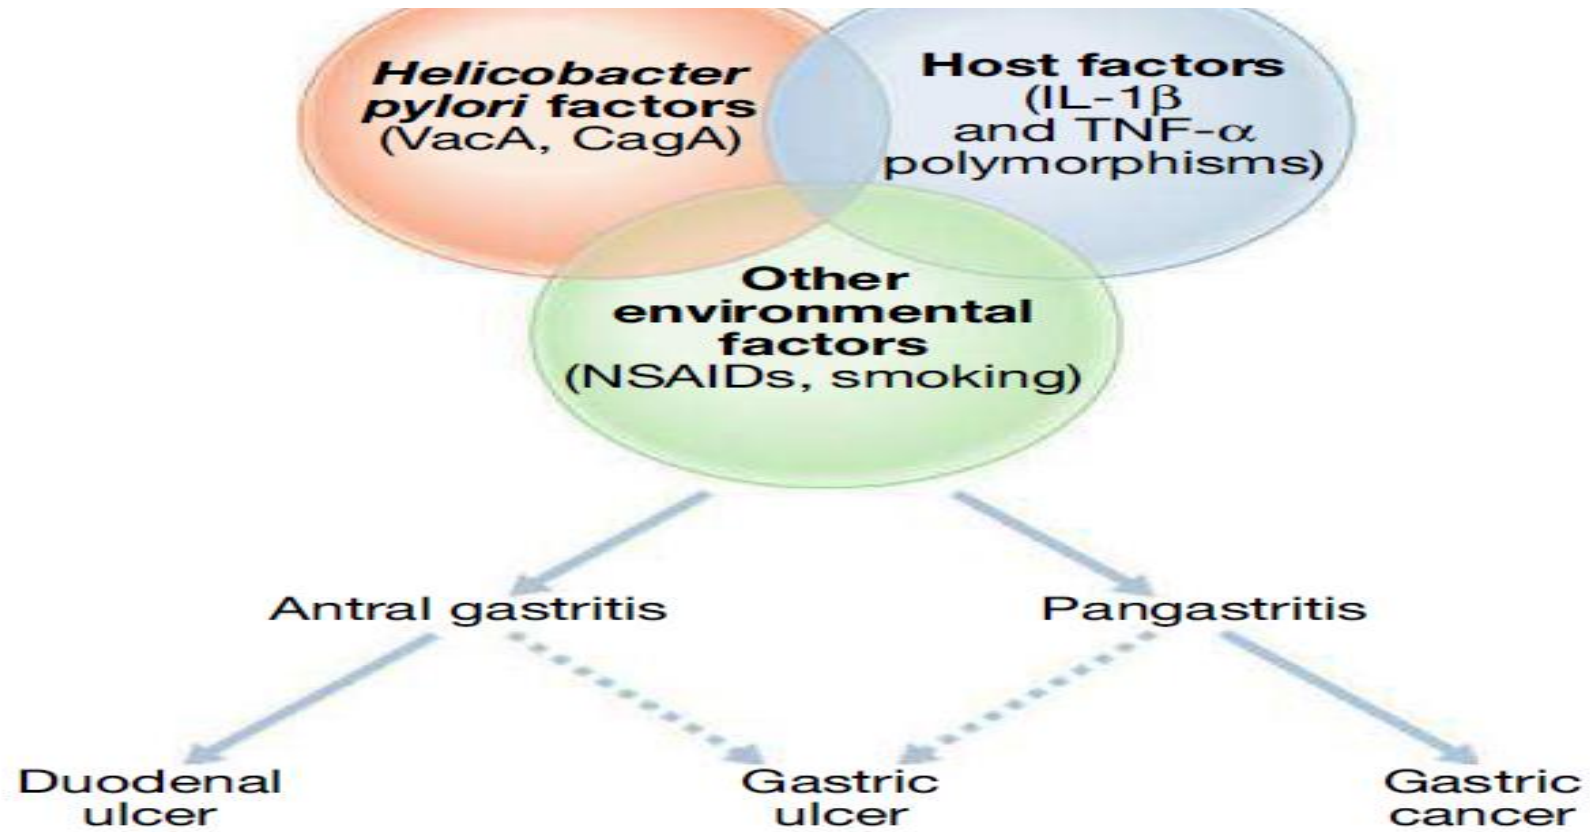 Helicobacter
pylori factors
(VacA, CagA)
Host factors
(IL-1β
and TNF-α
polymorphisms)
Other
environmental
factors
(NSAIDs, smoking)
Antral gastritis
Pangastritis
Duodenal
ulcer
Gastric
ulcer
Gastric
cancer